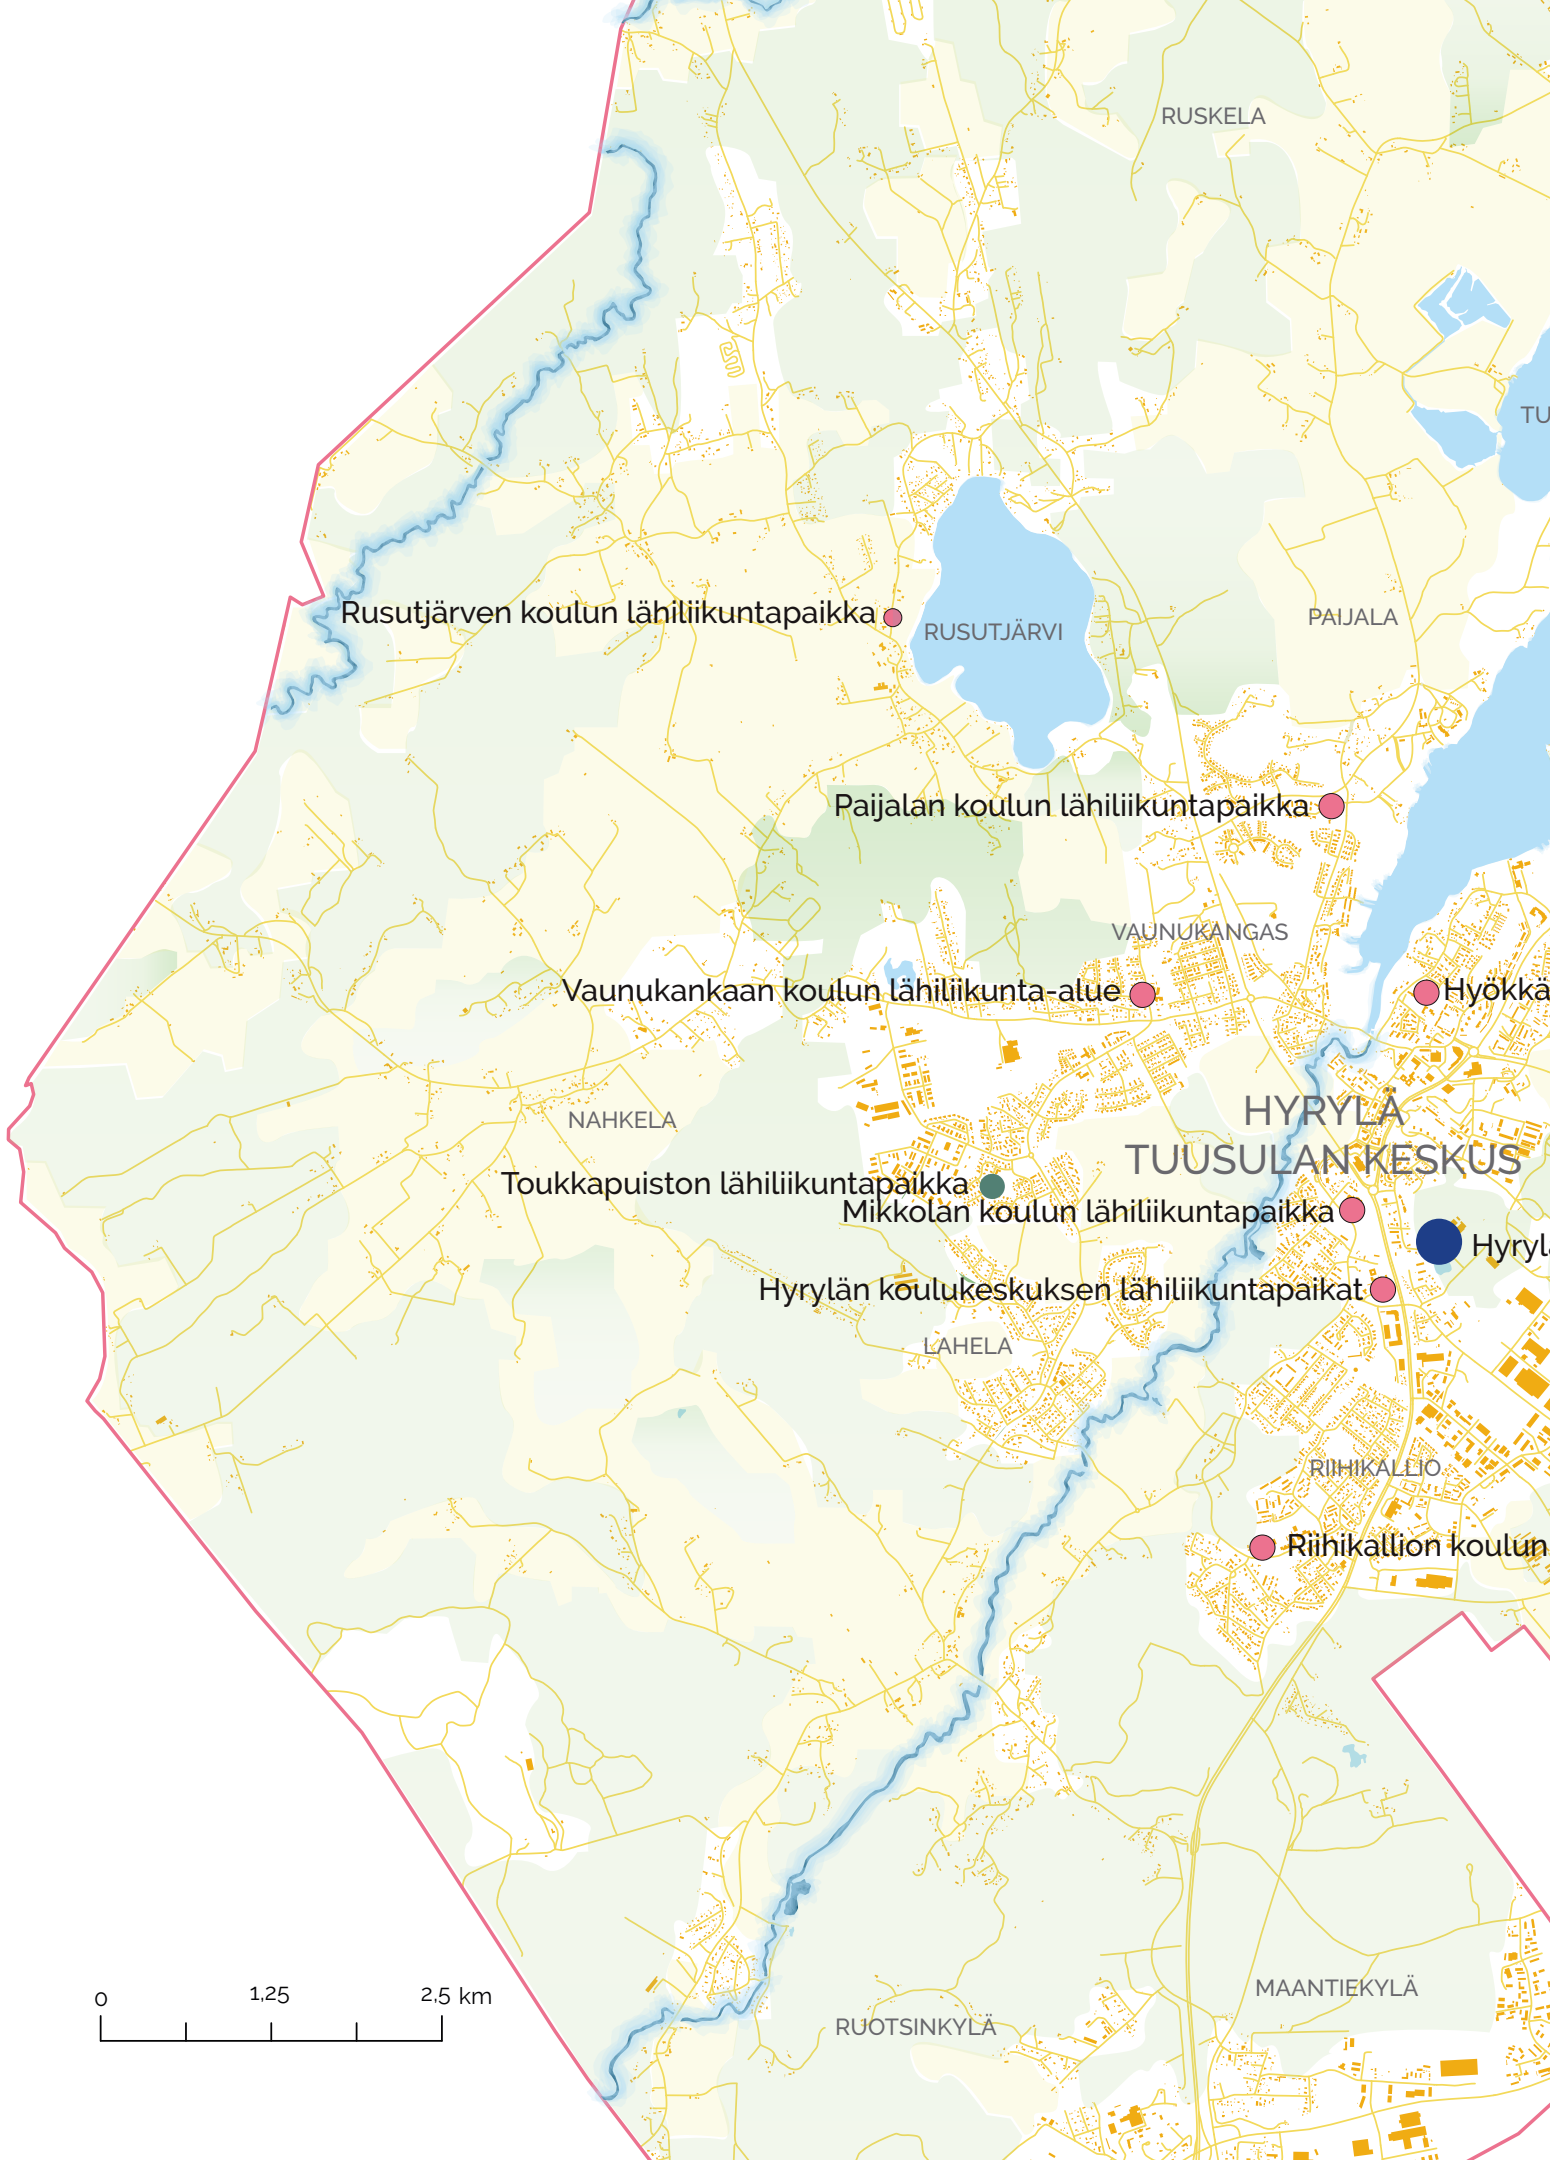 RUSKELA
TU
Rusutjärven koulun lähiliikuntapaikka
RUSUTJÄRVI
PAIJALA
Paijalan koulun lähiliikuntapaikka
VAUNUKANGAS
Vaunukankaan koulun lähiliikunta-alue
Hyökkä
HYRYLÄ
TUUSULAN KESKUS
NAHKELA
Toukkapuiston lähiliikuntapaikka
Mikkolan koulun lähiliikuntapaikka
Hyrylä
Hyrylän koulukeskuksen lähiliikuntapaikat
LAHELA
RIIHIKALLIO
Riihikallion koulun
MAANTIEKYLÄ
RUOTSINKYLÄ
0 1,25 2,5 km